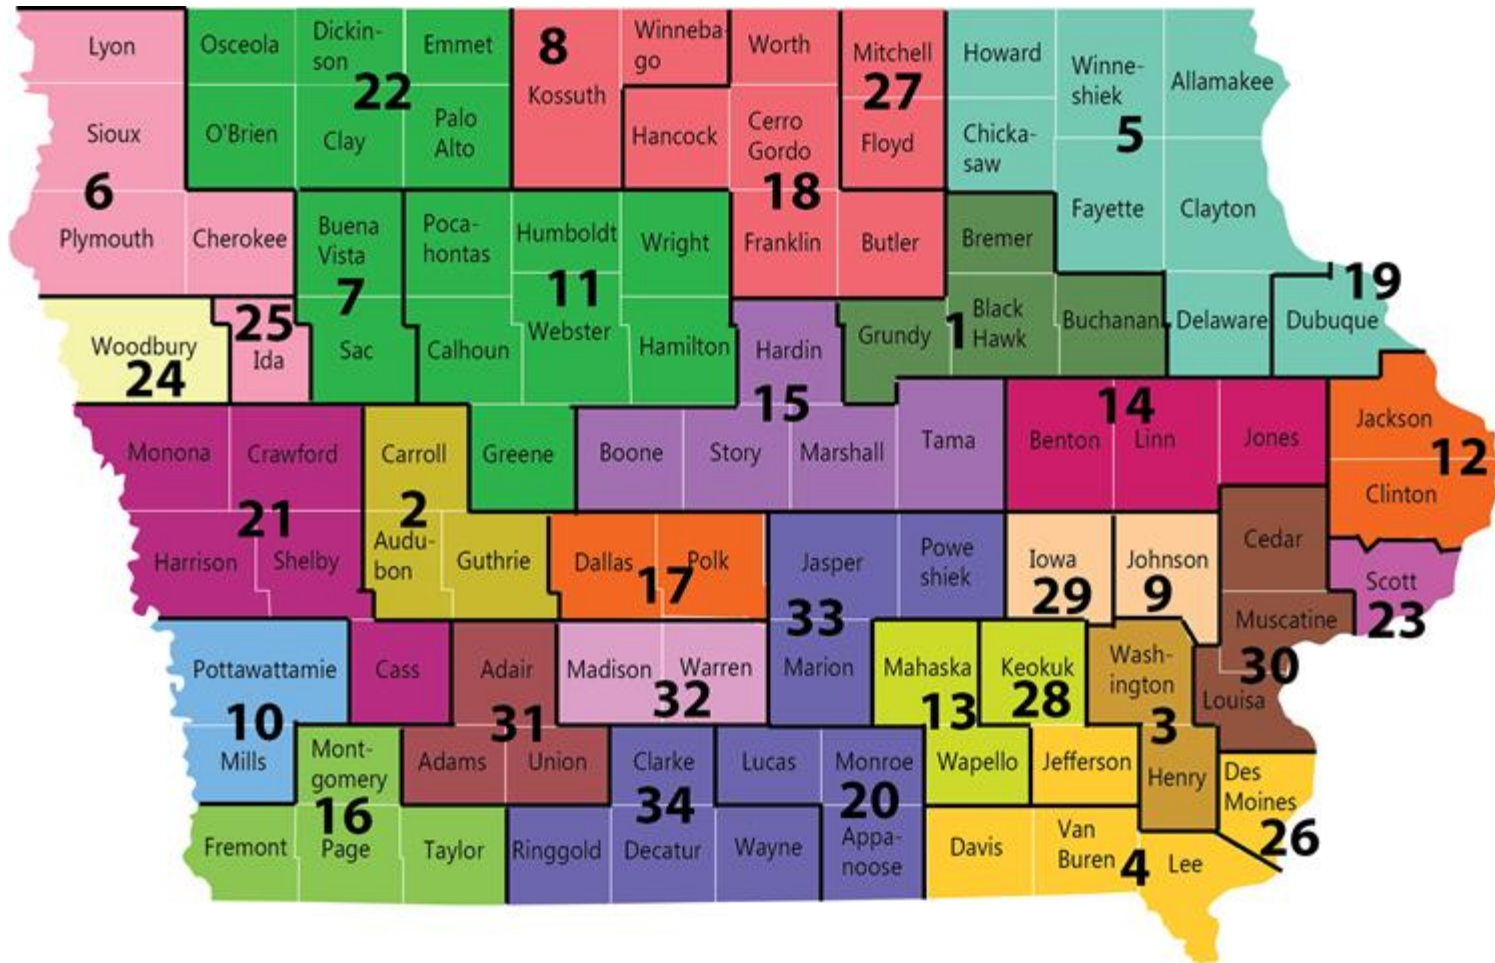 Lyon
Osceola
Dickin-
son
Emmet
8
Kossuth
Winneba-
go
Worth
Mitchell
27
Howard
Winne-
shiek
Allamakee
22
Sioux
O'Brien
Clay
Palo
Alto
Hancock
Cerro
Gordo
Floyd
Chicka-
saw
5
6
18
Plymouth
Cherokee
Buena
Vista
Poca-
hontas
Humboldt
Wright
Franklin
Butler
Bremer
Fayette
Clayton
7
11
19
Woodbury
24
25
Ida
Sac
Calhoun
Webster
Hamilton
Hardin
Grundy
1
Black
Hawk
Buchanan
Delaware
Dubuque
15
14
Monona
Crawford
Carroll
Greene
Boone
Story
Marshall
Tama
Benton
Linn
Jones
Jackson
12
Clinton
21
2
Harrison
Shelby
Audu-
bon
Guthrie
Dallas
Polk
17
Jasper
Powe
shiek
Iowa
29
Johnson
9
Cedar
Scott
23
33
Muscatine
Pottawattamie
Cass
Adair
Madison
Warren
32
Marion
Mahaska
13
Keokuk
28
Wash-
ington
3
30
Louisa
10
31
Mills
Mont-
gomery
Adams
Union
Clarke
Lucas
Monroe
Wapello
Jefferson
Henry
Des
Moines
26
16
34
20
Fremont
Page
Taylor
Ringgold
Decatur
Wayne
Appa-
noose
Davis
Van
Buren
4
Lee